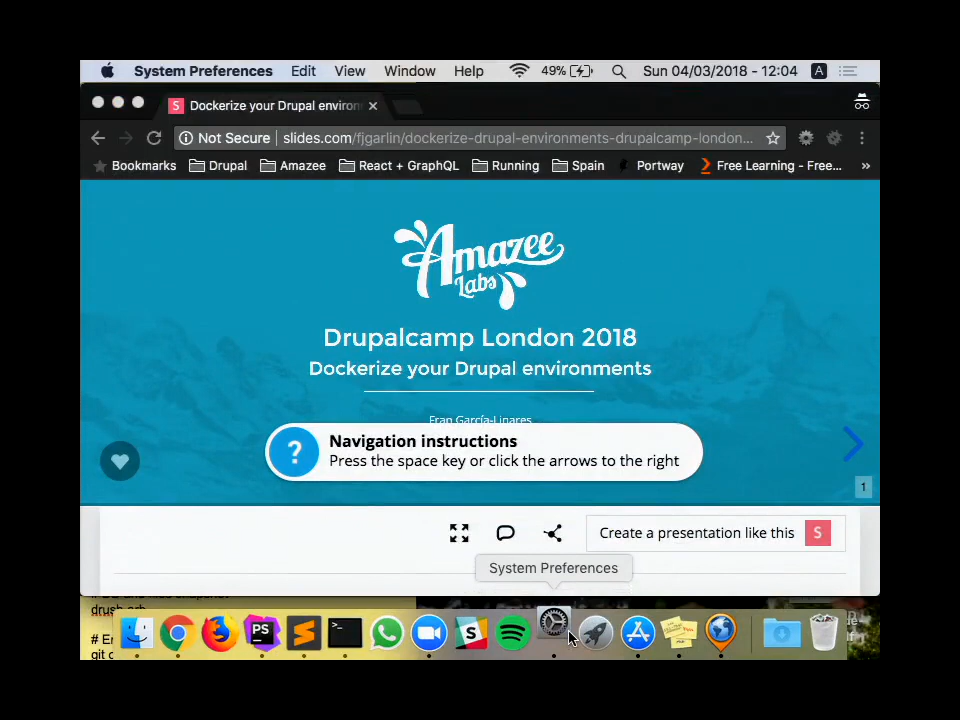 System Preferences Edit View Window Help 49% Sun 04/03/2018 - 12:04 A
S Dockerize your Drupal environ
Not Secure slides.com/fjgarlin/dockerize-drupal-environments-drupalcamp-london...
Bookmarks Drupal Amazee React + GraphQL Running Spain Portway Free Learning - Free... »
Amazee
Labs
Drupalcamp London 2018
Dockerize your Drupal environments
Fran García-Linares
? Navigation instructions
Press the space key or click the arrows to the right
1
Create a presentation like this S
System Preferences
drush
PS S
git